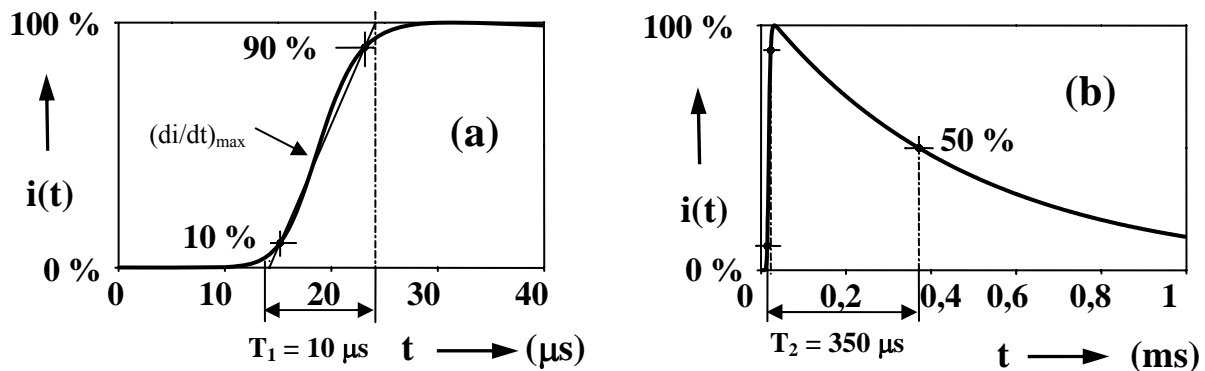 100 %
90 %
(di/dt)max
(a)
i(t)
10 %
0 %
0 10 20 30 40
T1 = 10 μs
t (μs)
100 %
(b)
50 %
i(t)
0 %
0 0,2 0,4 0,6 0,8 1
T2 = 350 μs
t (ms)